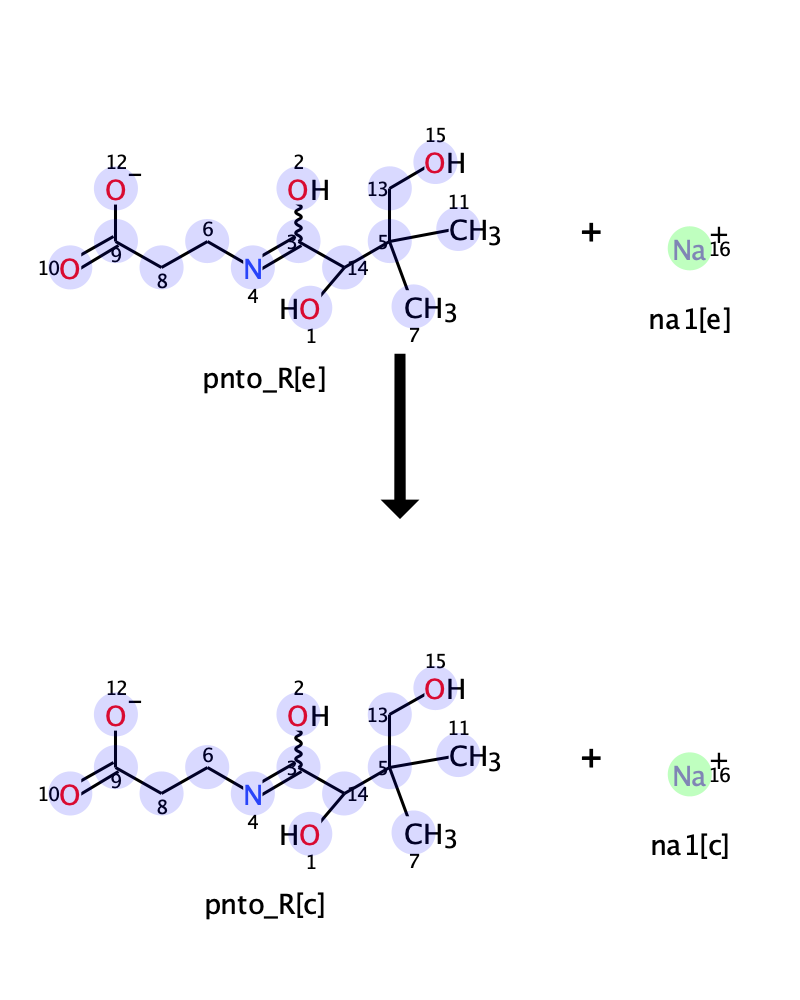 15
12 2 OH
O− OH 13 11
6 5 CH3 + Na+
3 16
10 O 9 8 N 14
4 HO CH3 na1[e]
1 7
pnto_R[e]
15
12 2 OH
O− OH 13 11
6 5 CH3 + Na+
3 16
10 O 9 8 N 14
4 HO CH3
1 7 na1[c]
pnto_R[c]